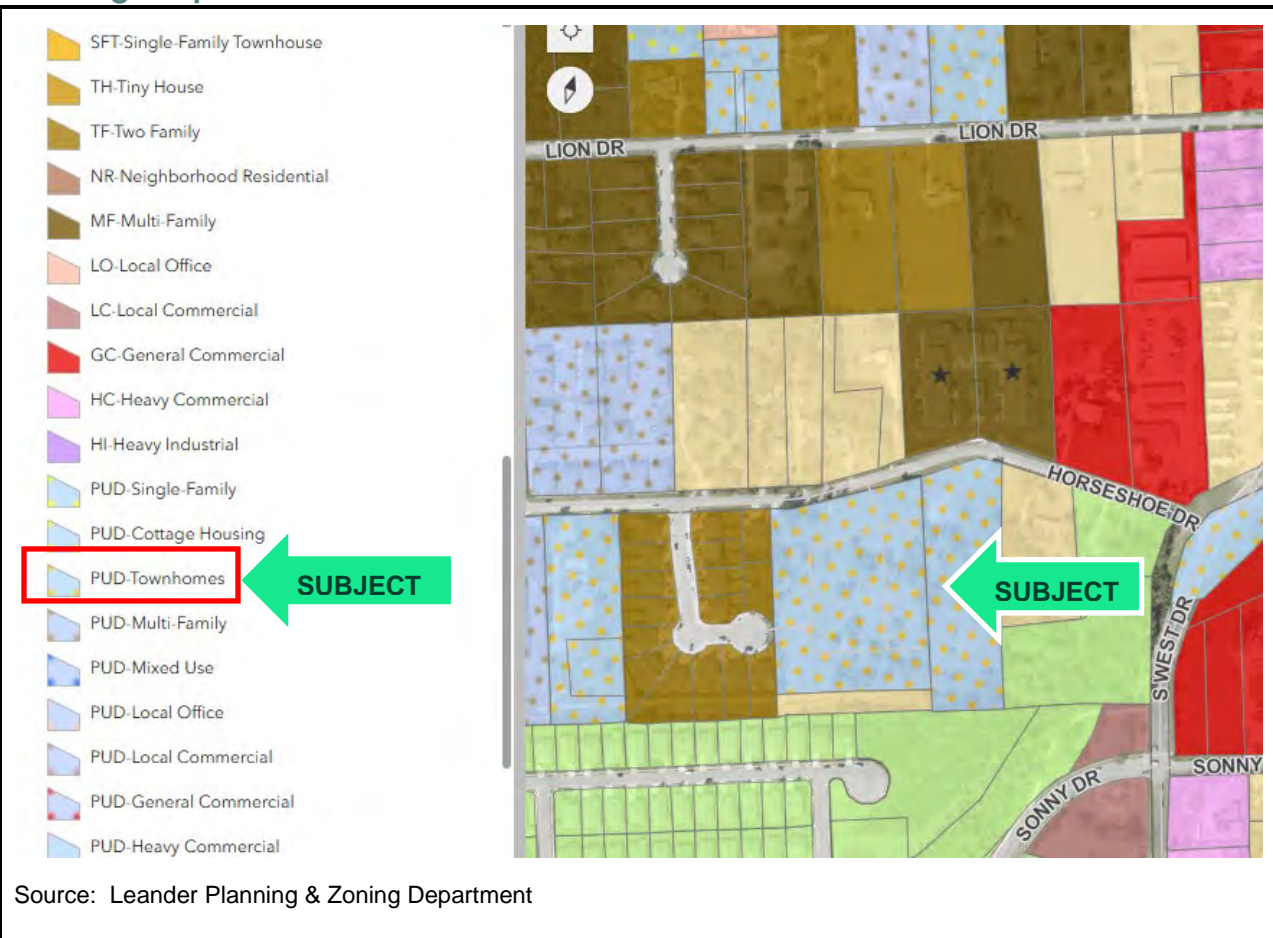 SFT-Single-Family Townhouse
TH-Tiny House
TF-Two Family
NR-Neighborhood Residential
MF-Multi-Family
LO-Local Office
LC-Local Commercial
GC-General Commercial
HC-Heavy Commercial
HI-Heavy Industrial
PUD-Single-Family
PUD-Cottage Housing
PUD-Townhomes
SUBJECT
PUD-Multi-Family
PUD-Mixed Use
PUD-Local Office
PUD-Local Commercial
PUD-General Commercial
PUD-Heavy Commercial
LION DR
LION DR
HORSESHOE DR
SUBJECT
S WEST DR
SONNY DR
SONNY
Source: Leander Planning & Zoning Department